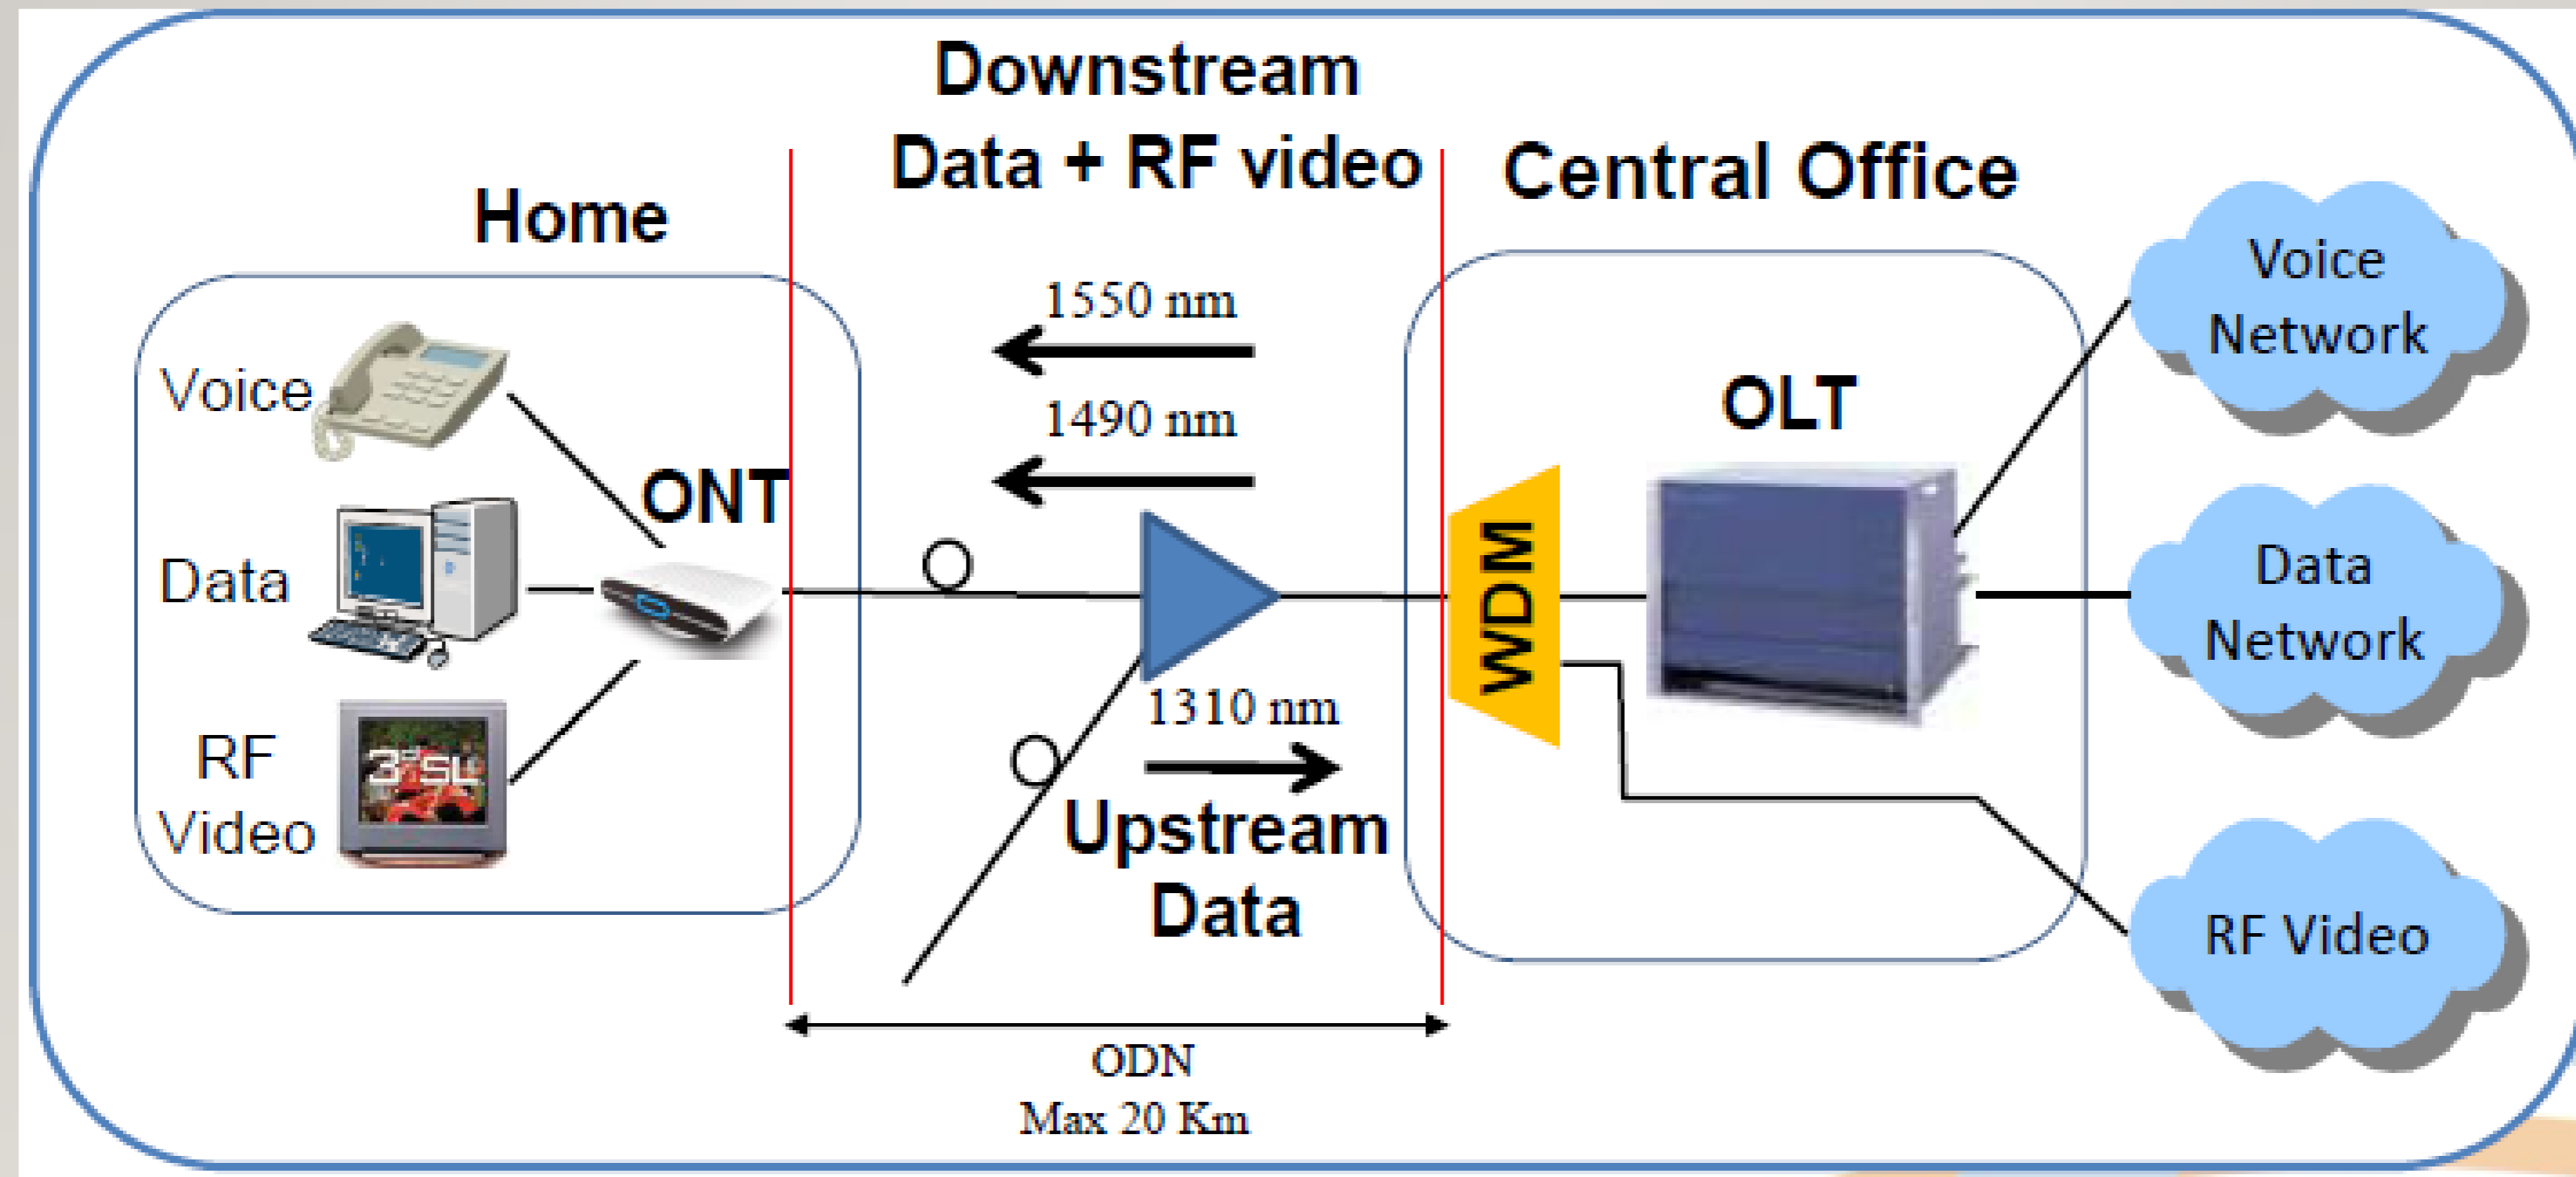 Downstream
Data + RF video
Central Office
Home
1550 nm
1490 nm
1310 nm
Upstream
Data
Voice
ONT
Data
RF
Video
OLT
WDM
Voice
Network
Data
Network
RF Video
ODN
Max 20 Km